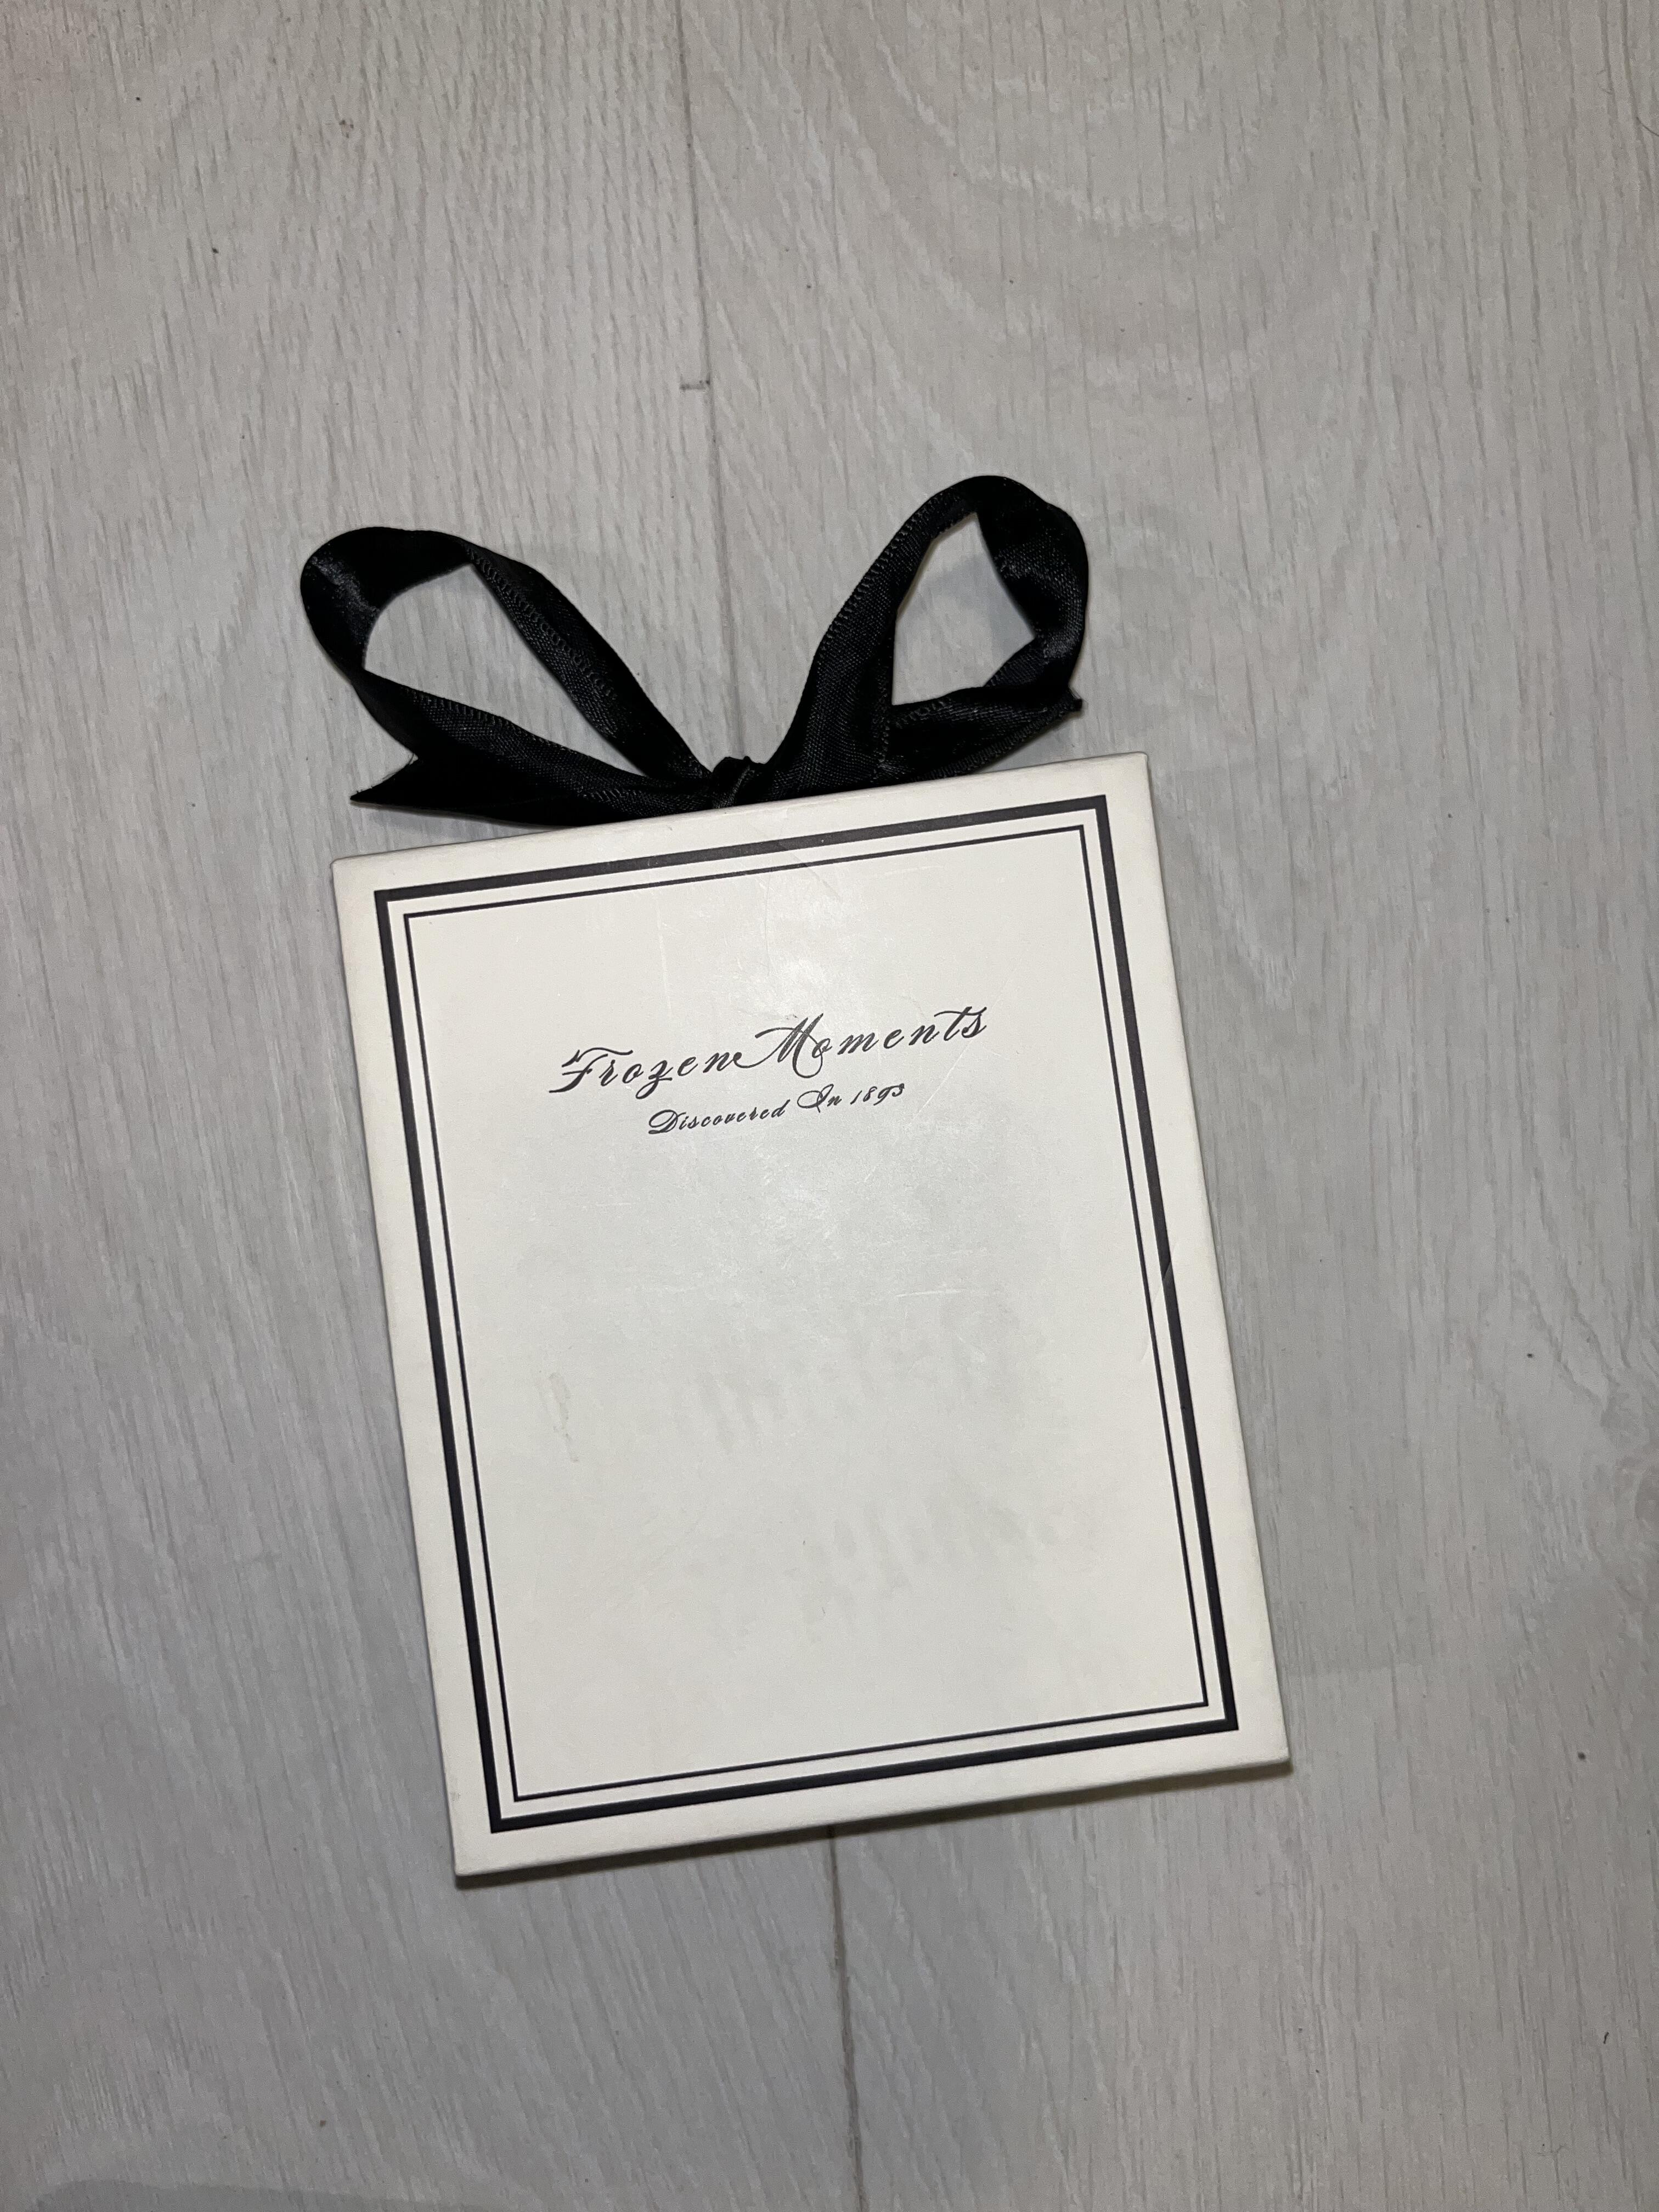 Frozen Moments
Discovered In 1893